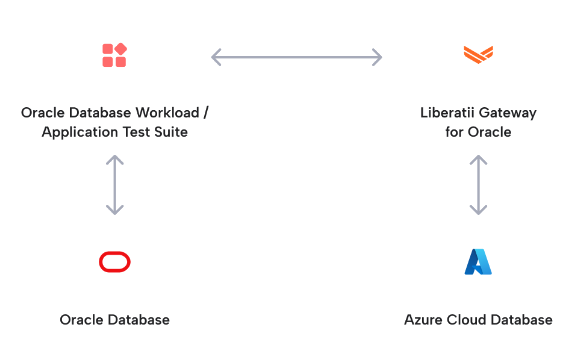 Oracle Database Workload /
Application Test Suite
Liberatii Gateway
for Oracle
Oracle Database
Azure Cloud Database